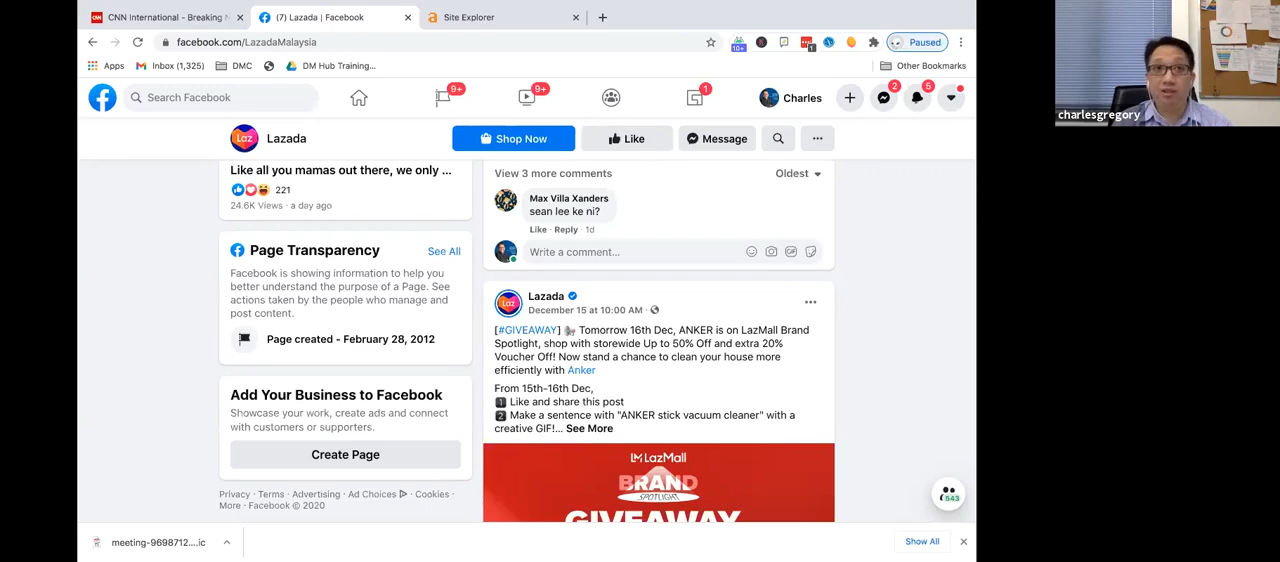 CNN International - Breaking N
(7) Lazada | Facebook
Site Explorer
facebook.com/LazadaMalaysia
10+
1
Paused
Apps
Inbox (1,325)
DMC
DM Hub Training...
Other Bookmarks
Search Facebook
9+
9+
1
Charles
2
5
charlesgregory
Laz
Lazada
Shop Now
Like
Message
Like all you mamas out there, we only ...
221
24.6K Views · a day ago
Page Transparency
See All
Facebook is showing information to help you
better understand the purpose of a Page. See
actions taken by the people who manage and
post content.
Page created - February 28, 2012
Add Your Business to Facebook
Showcase your work, create ads and connect
with customers or supporters.
Create Page
Privacy · Terms · Advertising · Ad Choices · Cookies ·
More · Facebook © 2020
View 3 more comments
Oldest
Max Villa Xanders
sean lee ke ni?
Like · Reply · 1d
Write a comment...
GIF
Laz
Lazada
December 15 at 10:00 AM ·
[#GIVEAWAY] Tomorrow 16th Dec, ANKER is on LazMall Brand
Spotlight, shop with storewide Up to 50% Off and extra 20%
Voucher Off! Now stand a chance to clean your house more
efficiently with Anker
From 15th-16th Dec,
1 Like and share this post
2 Make a sentence with "ANKER stick vacuum cleaner" with a
creative GIF!... See More
LazMall
BRAND
SPOTLIGHT
GIVEAWAY
543
meeting-9698712....ic
Show All